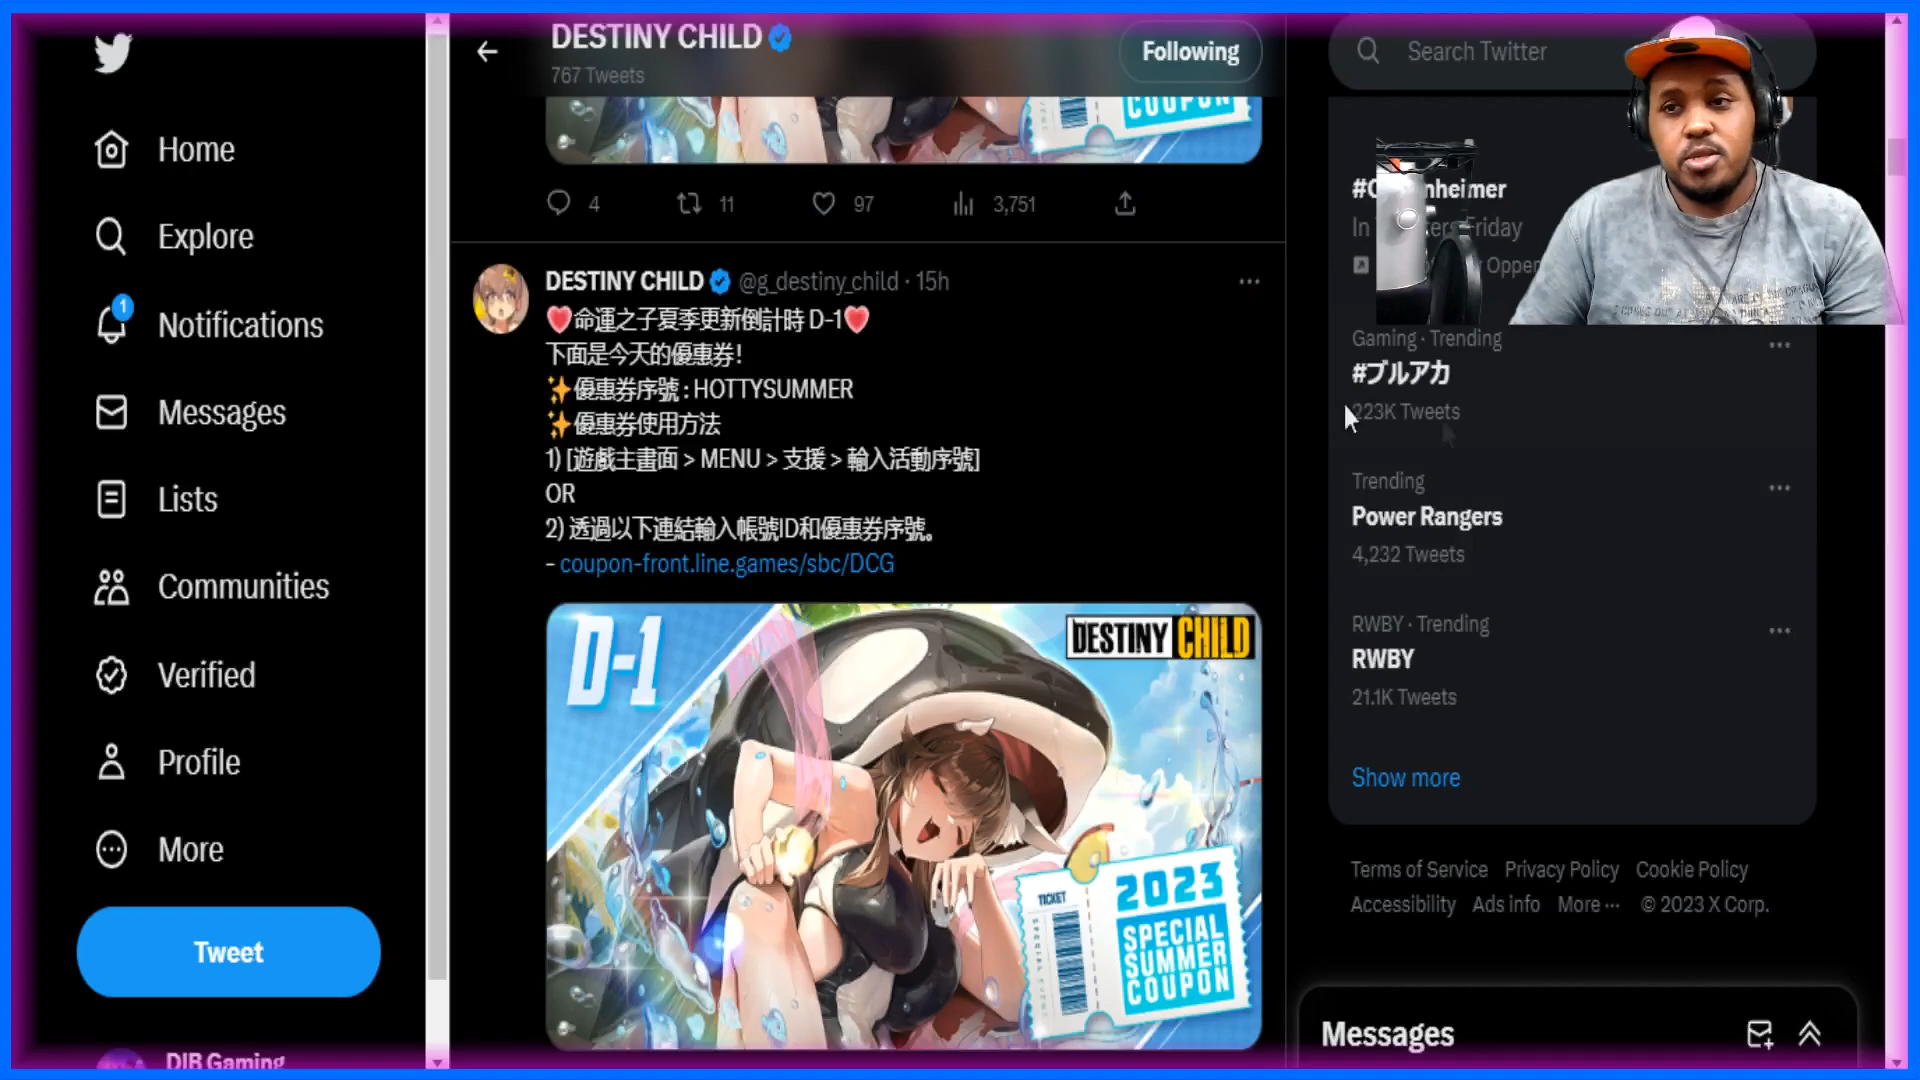 DESTINY CHILD
767 Tweets
Following
Search Twitter
Home
Explore
1
Notifications
Messages
Lists
Communities
Verified
Profile
More
Tweet
DIB Gaming
COUPON
4 11 97 3,751
DESTINY CHILD @g_destiny_child · 15h
❤️命運之子夏季更新倒計時 D-1❤️
下面是今天的優惠券!
✨優惠券序號 : HOTTYSUMMER
✨優惠券使用方法
1) [遊戲主畫面 > MENU > 支援 > 輸入活動序號]
OR
2) 透過以下連結輸入帳號ID和優惠券序號。
- coupon-front.line.games/sbc/DCG
D-1
DESTINY CHILD
TICKET
2023
SPECIAL
SUMMER
COUPON
Friday
Gaming · Trending
#ブルアカ
223K Tweets
Trending
Power Rangers
4,232 Tweets
RWBY · Trending
RWBY
21.1K Tweets
Show more
Terms of Service Privacy Policy Cookie Policy
Accessibility Ads info More ··· © 2023 X Corp.
Messages